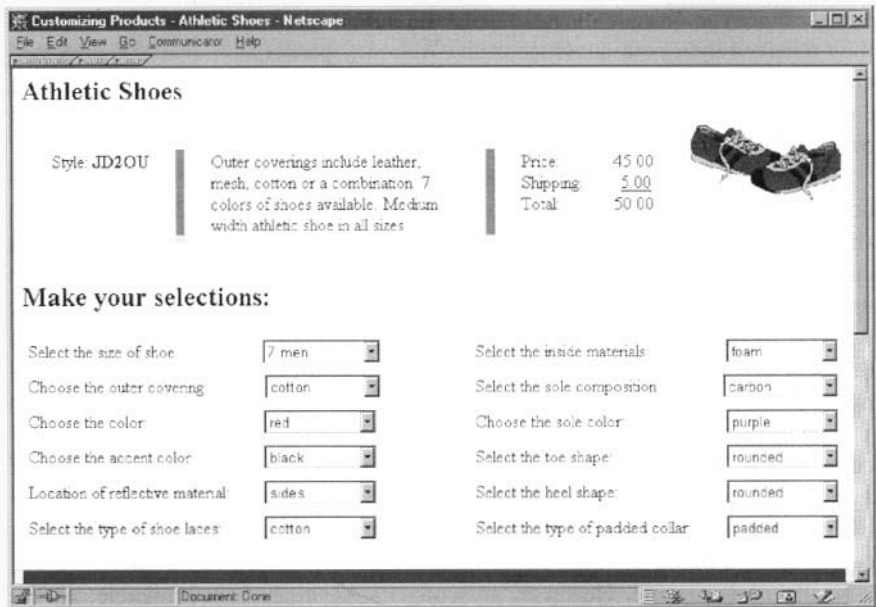 Customizing Products - Athletic Shoes - Netscape
File Edit View Go Communicator Help
Athletic Shoes
Style: JD2OU
Outer coverings include leather,
mesh, cotton or a combination 7
colors of shoes available. Medium
width athletic shoe in all sizes
Price: 45 00
Shipping: 5.00
Total: 50 00
Make your selections:
Select the size of shoe 7 men
Choose the outer covering: cotton
Choose the color: red
Choose the accent color black
Location of reflective material: sides
Select the type of shoe laces: cotton
Select the inside materials foam
Select the sole composition carbon
Choose the sole color: purple
Select the toe shape: rounded
Select the heel shape: rounded
Select the type of padded collar padded
Document: Done